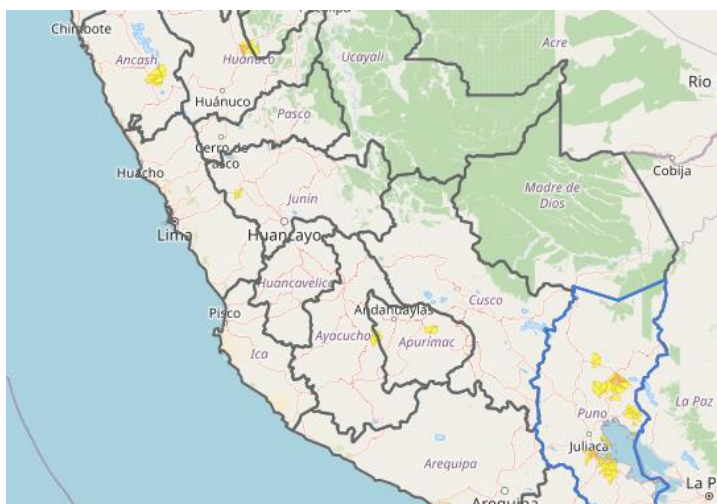 Chimbote
Ancash
Huánuco
Ucayali
Acre
Rio
Huánuco
Pasco
Cerro de
Pasco
Huacho
Cobija
Madre de
Dios
Junín
Lima
Huancayo
Huancavelica
Cusco
Pisco
Andahuaylas
Ayacucho
Apurímac
Ica
La Paz
Puno
Juliaca
Arequipa